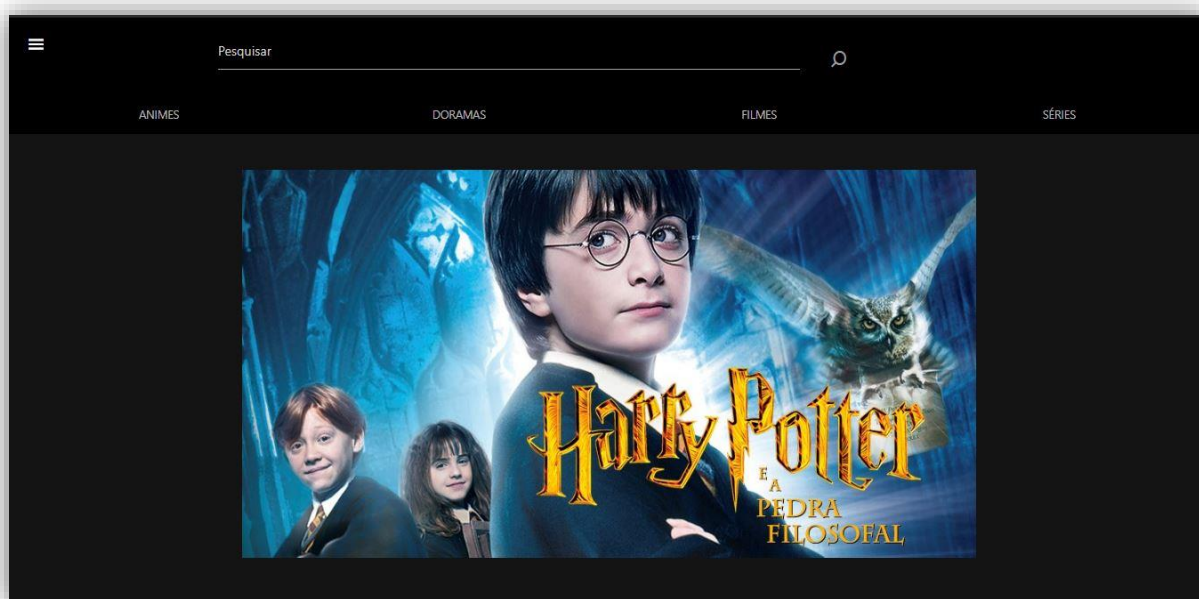 Pesquisar
ANIMES DORAMAS FILMES SÉRIES
Harry Potter
E
A
PEDRA
FILOSOFAL